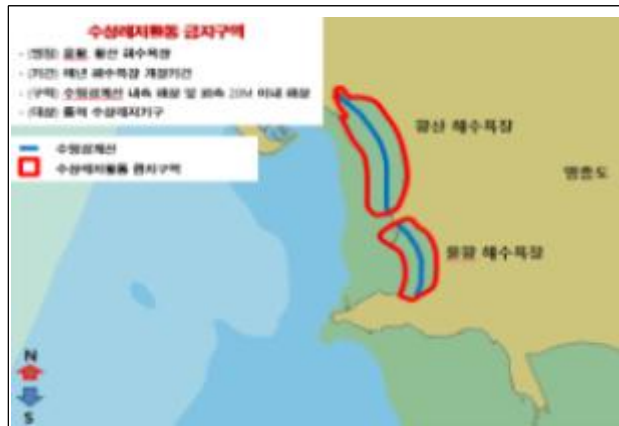 수상레저활동 금지구역
- (명칭) 을왕, 왕산 해수욕장
- (기간) 매년 해수욕장 개장기간
- (구역) 수영경계선 내측 해상 및 외측 20M 이내 해상
- (대상) 수상레저기구
수영경계선
수상레저활동 금지구역
왕산 해수욕장
영종도
을왕 해수욕장
N
S